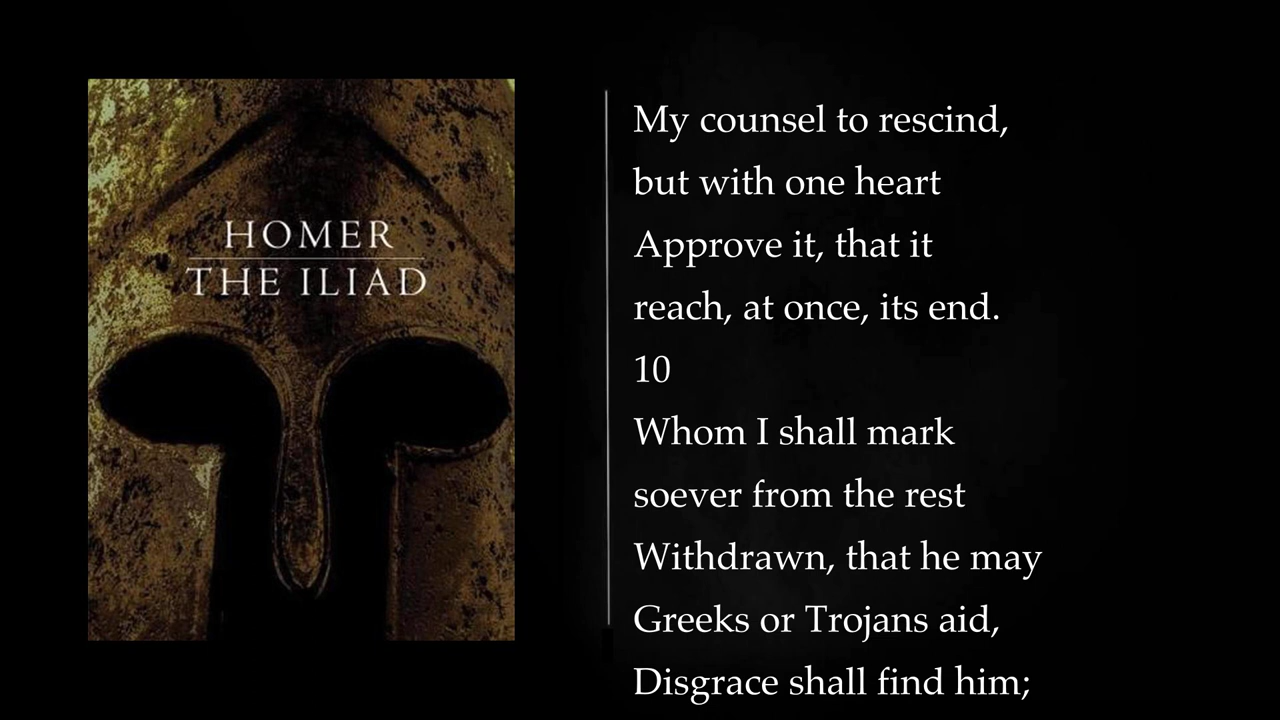 HOMER
THE ILIAD
My counsel to rescind,
but with one heart
Approve it, that it
reach, at once, its end.
10
Whom I shall mark
soever from the rest
Withdrawn, that he may
Greeks or Trojans aid,
Disgrace shall find him;